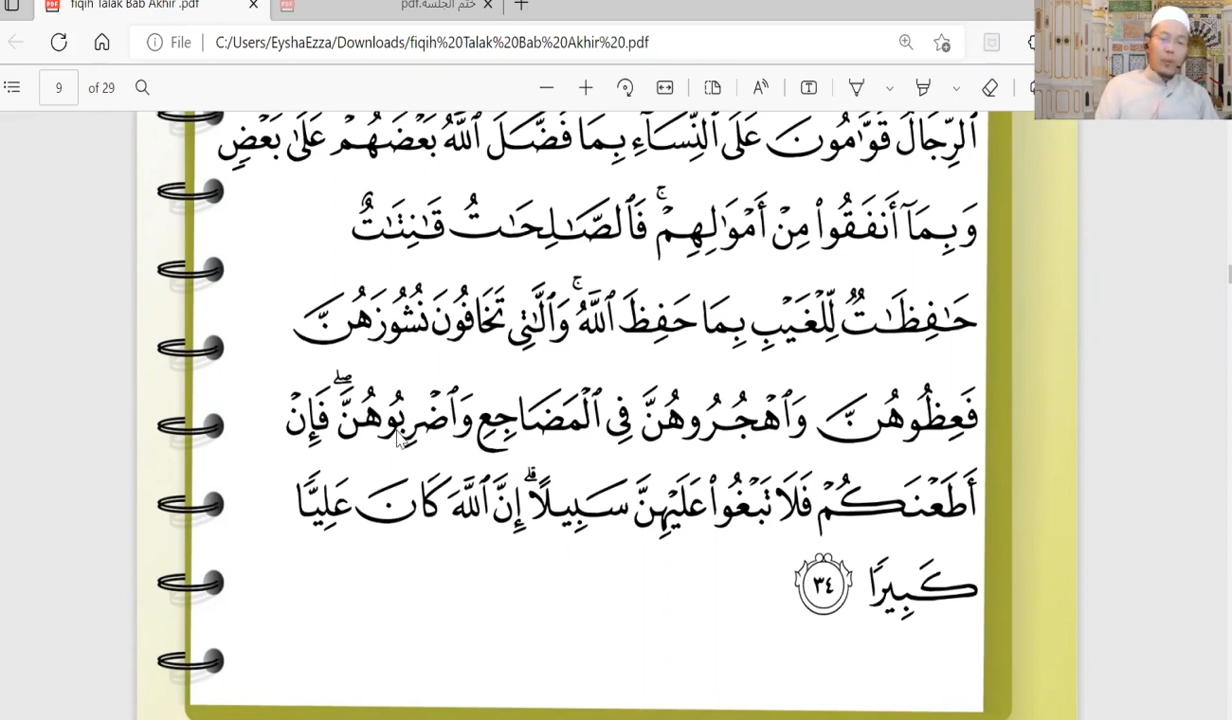 fiqih Talak Bab Akhir .pdf
ختم الجلسة.pdf
File
C:/Users/EyshaEzza/Downloads/fiqih%20Talak%20Bab%20Akhir%20.pdf
9 of 29
ٱلرِّجَالُ قَوَّٰمُونَ عَلَى ٱلنِّسَآءِ بِمَا فَضَّلَ ٱللَّهُ بَعْضَهُمْ عَلَىٰ بَعْضٍ
وَبِمَآ أَنفَقُوا۟ مِنْ أَمْوَٰلِهِمْ ۚ فَٱلصَّـٰلِحَـٰتُ قَـٰنِتَـٰتٌ
حَـٰفِظَـٰتٌ لِّلْغَيْبِ بِمَا حَفِظَ ٱللَّهُ ۚ وَٱلَّـٰتِى تَخَافُونَ نُشُوزَهُنَّ
فَعِظُوهُنَّ وَٱهْجُرُوهُنَّ فِى ٱلْمَضَاجِعِ وَٱضْرِبُوهُنَّ ۖ فَإِنْ
أَطَعْنَكُمْ فَلَا تَبْغُوا۟ عَلَيْهِنَّ سَبِيلًا ۗ إِنَّ ٱللَّهَ كَانَ عَلِيًّا
كَبِيرًا ٣٤